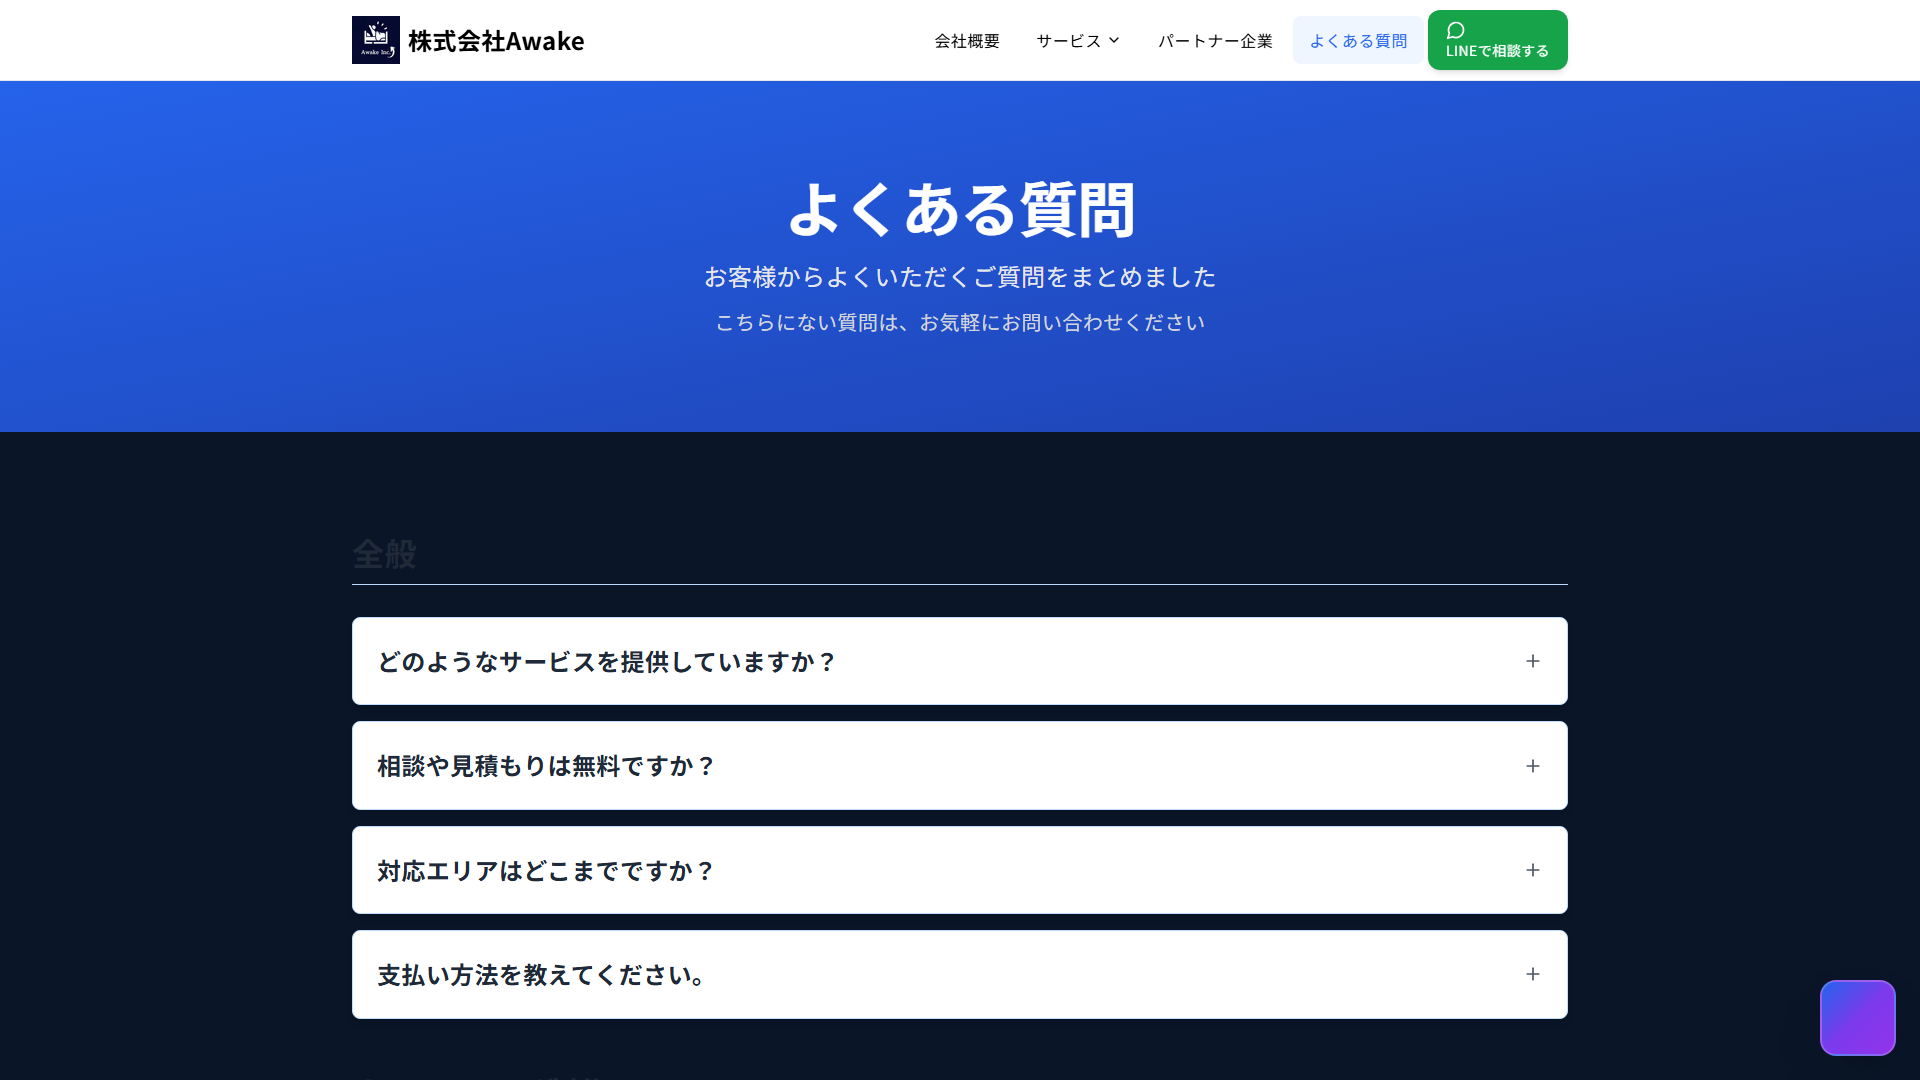 Awake Inc.
株式会社Awake
会社概要
サービス
パートナー企業
よくある質問
LINEで相談する
よくある質問
お客様からよくいただくご質問をまとめました
こちらにない質問は、お気軽にお問い合わせください
全般
どのようなサービスを提供していますか？
相談や見積もりは無料ですか？
対応エリアはどこまでですか？
支払い方法を教えてください。